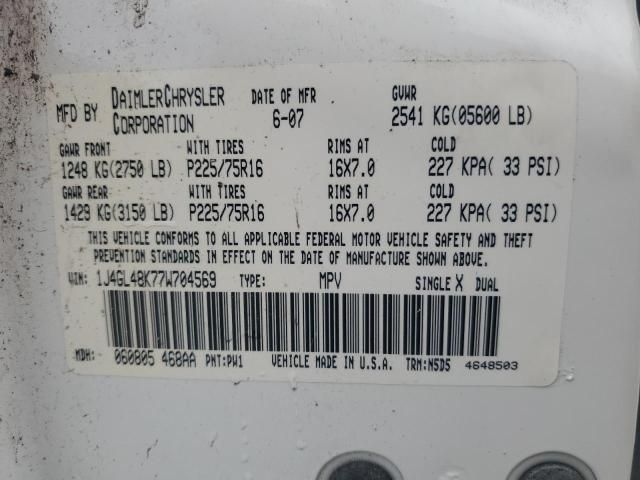 MFD BY DAIMLERCHRYSLER CORPORATION DATE OF MFR 6-07 GVWR 2541 KG(05600 LB)
GAWR FRONT WITH TIRES RIMS AT COLD
1248 KG(2750 LB) P225/75R16 16X7.0 227 KPA( 33 PSI)
GAWR REAR WITH TIRES RIMS AT COLD
1429 KG(3150 LB) P225/75R16 16X7.0 227 KPA( 33 PSI)
THIS VEHICLE CONFORMS TO ALL APPLICABLE FEDERAL MOTOR VEHICLE SAFETY AND THEFT
PREVENTION STANDARDS IN EFFECT ON THE DATE OF MANUFACTURE SHOWN ABOVE.
VIN: 1J4GL48K77W704569 TYPE: MPV SINGLE X DUAL
MDH: 060805 468AA PNT:PW1 VEHICLE MADE IN U.S.A. TRM:N5D5 4648503